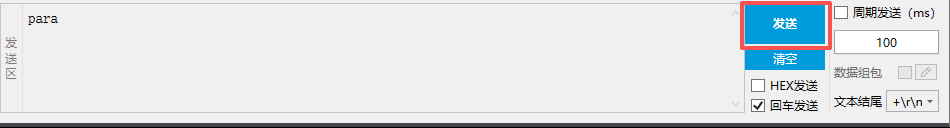 发送区
para
发送
清空
HEX发送
回车发送
周期发送（ms）
100
数据组包
文本结尾 +\r\n